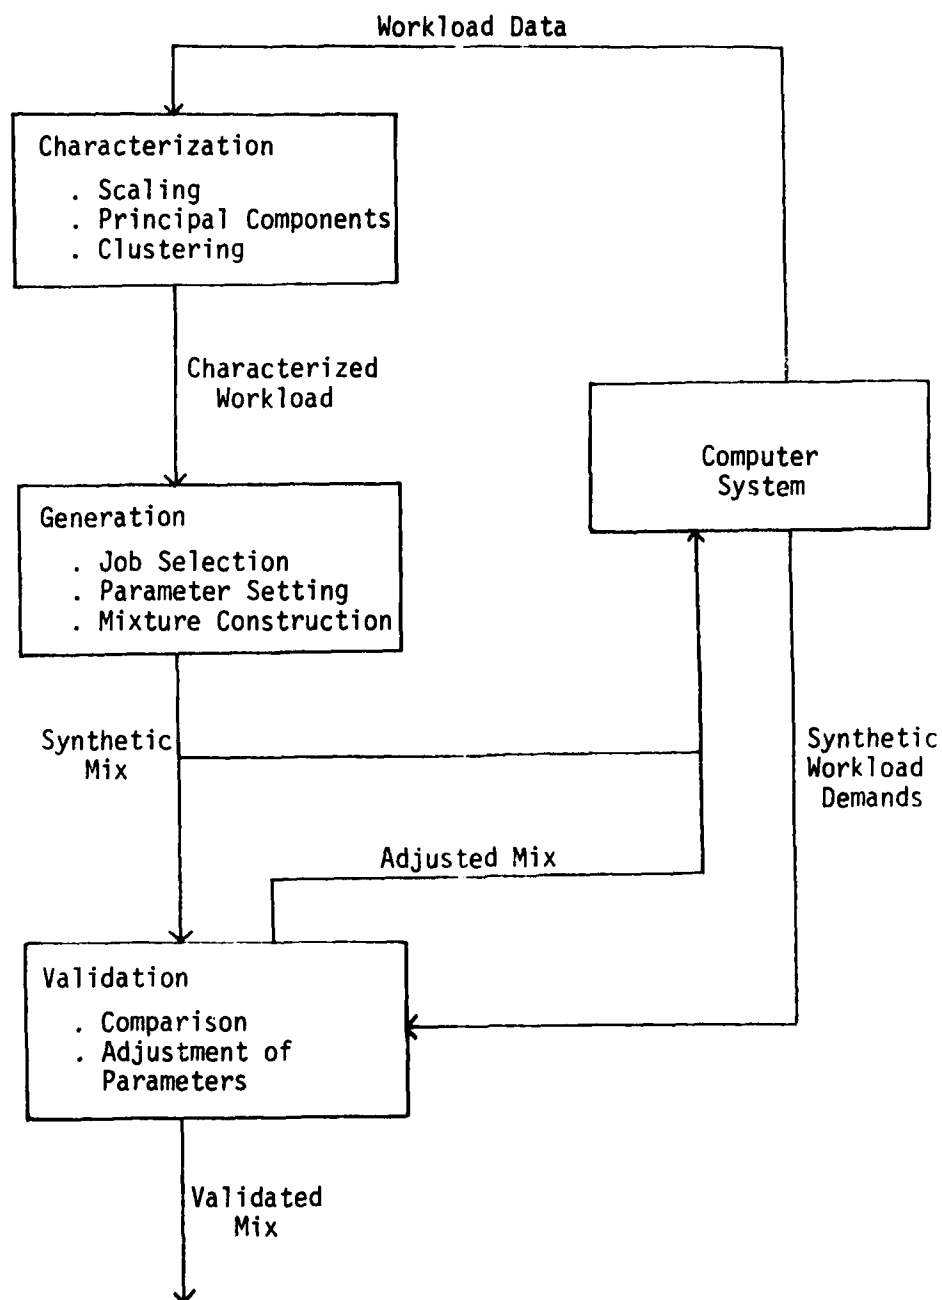 Workload Data
Characterization
. Scaling
. Principal Components
. Clustering
Characterized
Workload
Computer
System
Generation
. Job Selection
. Parameter Setting
. Mixture Construction
Synthetic
Mix
Synthetic
Workload
Demands
Adjusted Mix
Validation
. Comparison
. Adjustment of
Parameters
Validated
Mix